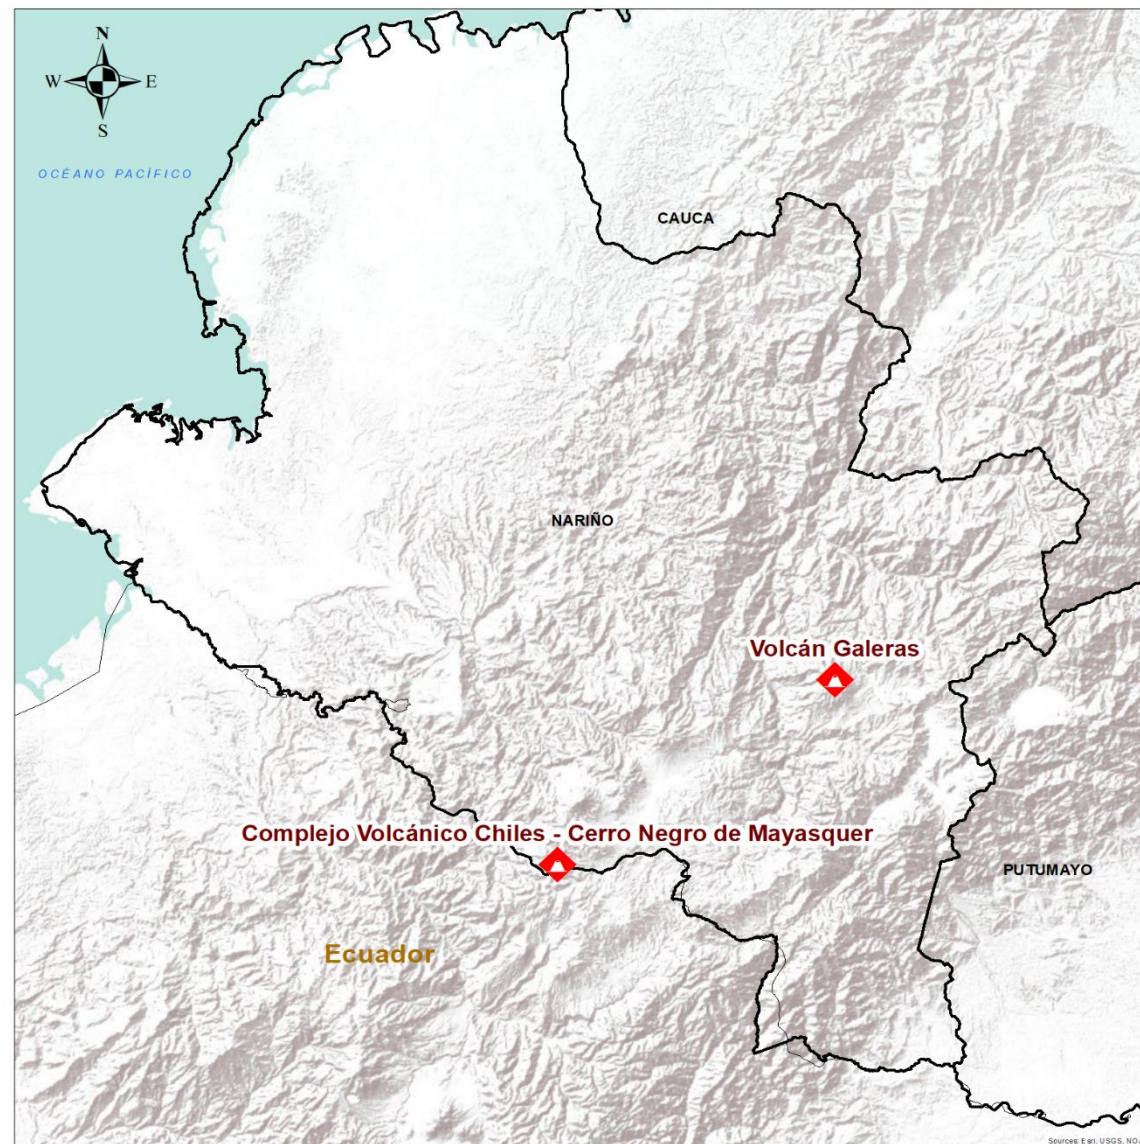 N
W E
S
OCÉANO PACÍFICO
CAUCA
NARIÑO
Volcán Galeras
Complejo Volcánico Chiles - Cerro Negro de Mayasquer
PUTUMAYO
Ecuador
Sources: Esri, USGS, NO